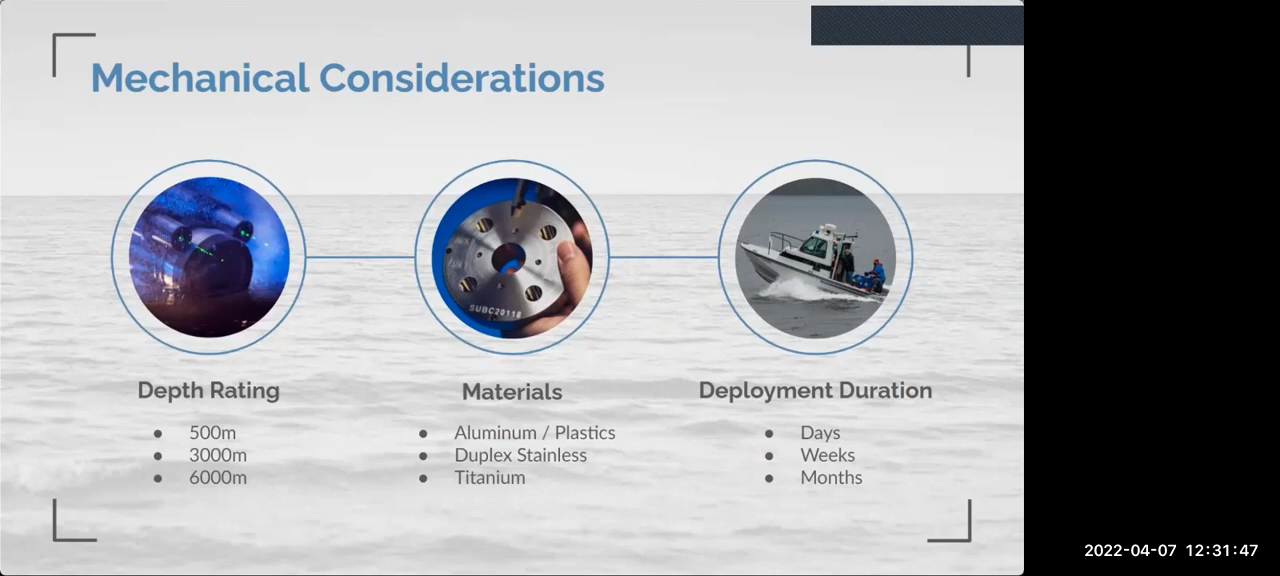 Mechanical Considerations
SUBC20118
Depth Rating
Materials
Deployment Duration
● 500m
● 3000m
● 6000m
● Aluminum / Plastics
● Duplex Stainless
● Titanium
● Days
● Weeks
● Months
2022-04-07 12:31:47